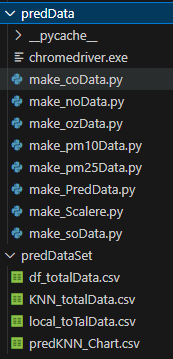 predData
__pycache__
chromedriver.exe
make_coData.py
make_noData.py
make_ozData.py
make_pm10Data.py
make_pm25Data.py
make_PredData.py
make_Scalere.py
make_soData.py
predDataSet
df_totalData.csv
KNN_totalData.csv
local_toTalData.csv
predKNN_Chart.csv